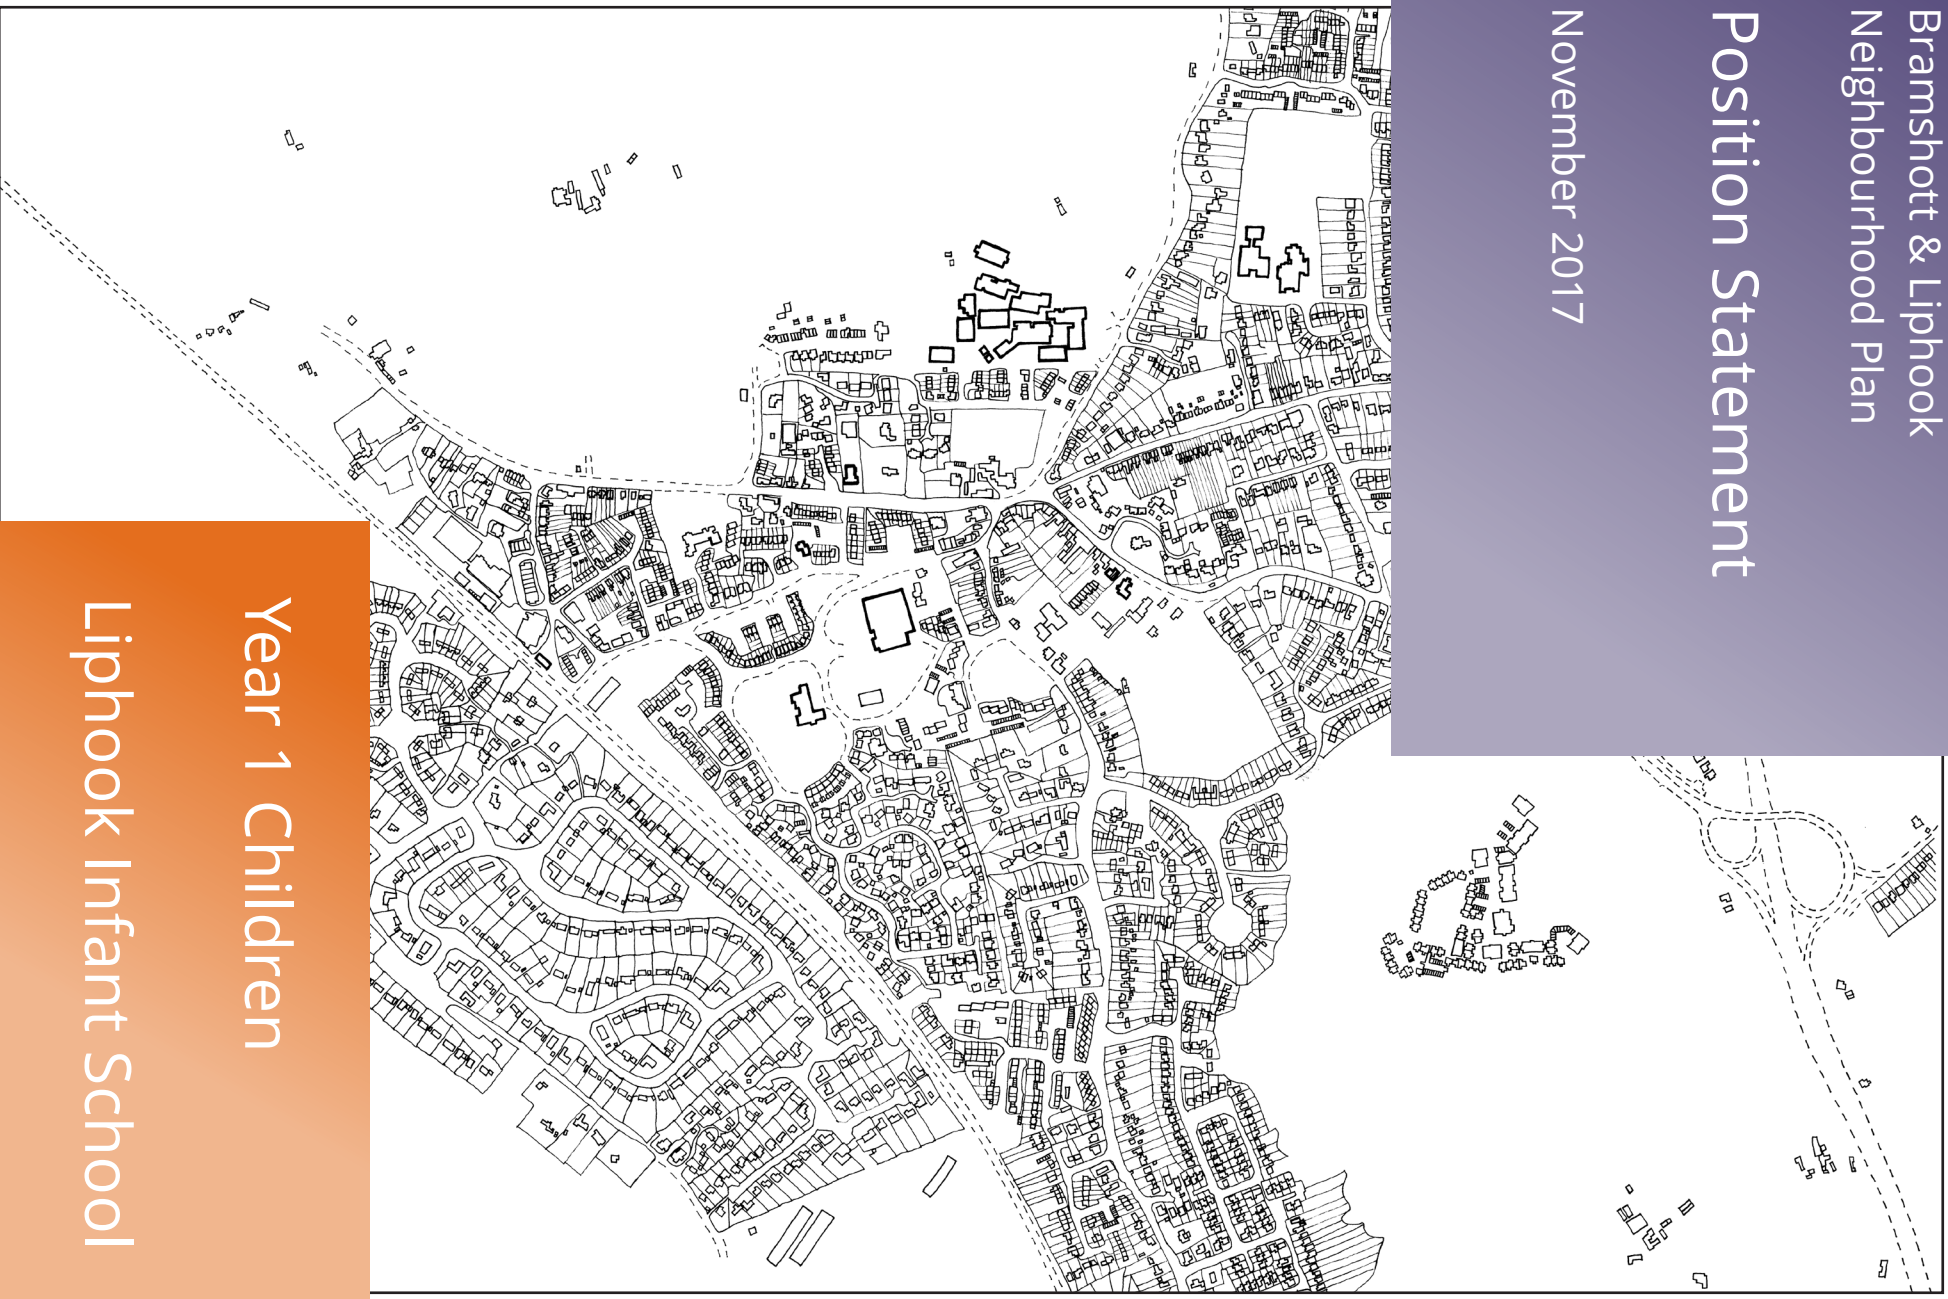 Bramshott & Liphook
Neighbourhood Plan
Position Statement
November 2017
Year 1 Children
Liphook Infant School